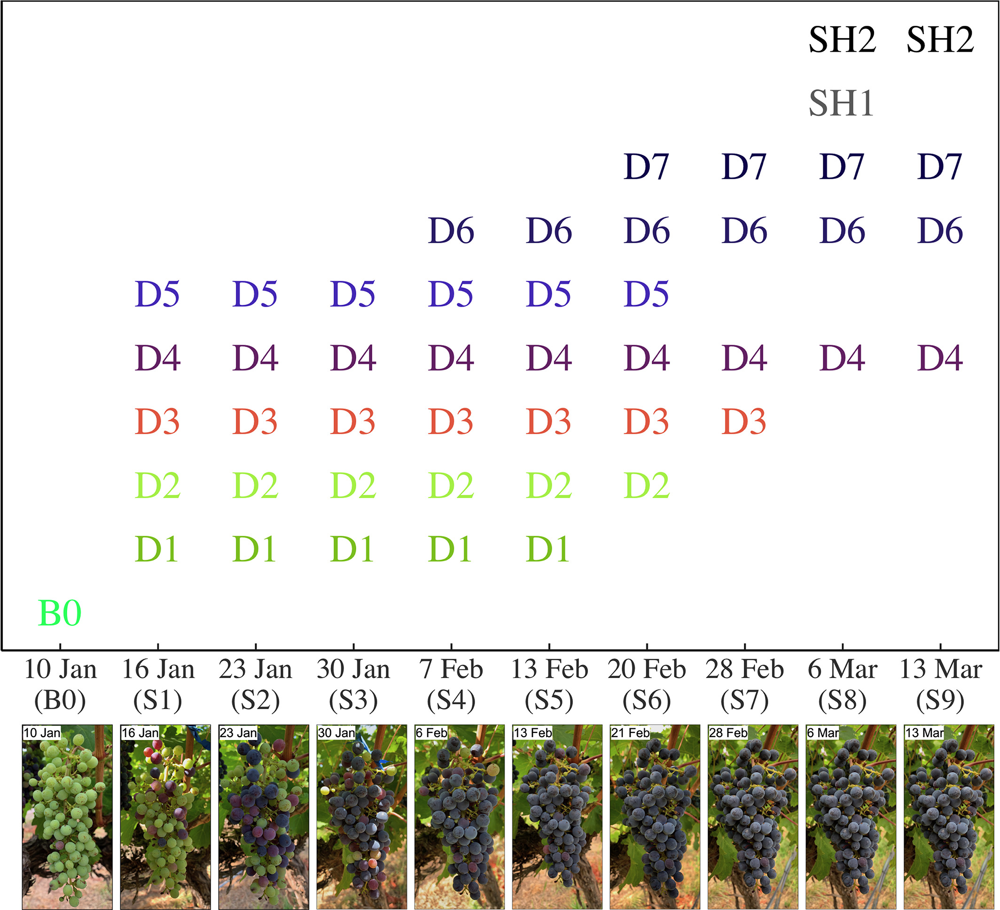 SH2 SH2
SH1
D7 D7 D7 D7
D6 D6 D6 D6 D6 D6
D5 D5 D5 D5 D5 D5
D4 D4 D4 D4 D4 D4 D4 D4 D4
D3 D3 D3 D3 D3 D3 D3
D2 D2 D2 D2 D2 D2
D1 D1 D1 D1 D1
B0
10 Jan 16 Jan 23 Jan 30 Jan 7 Feb 13 Feb 20 Feb 28 Feb 6 Mar 13 Mar
(B0) (S1) (S2) (S3) (S4) (S5) (S6) (S7) (S8) (S9)
10 Jan 16 Jan 23 Jan 30 Jan 6 Feb 13 Feb 21 Feb 28 Feb 6 Mar 13 Mar